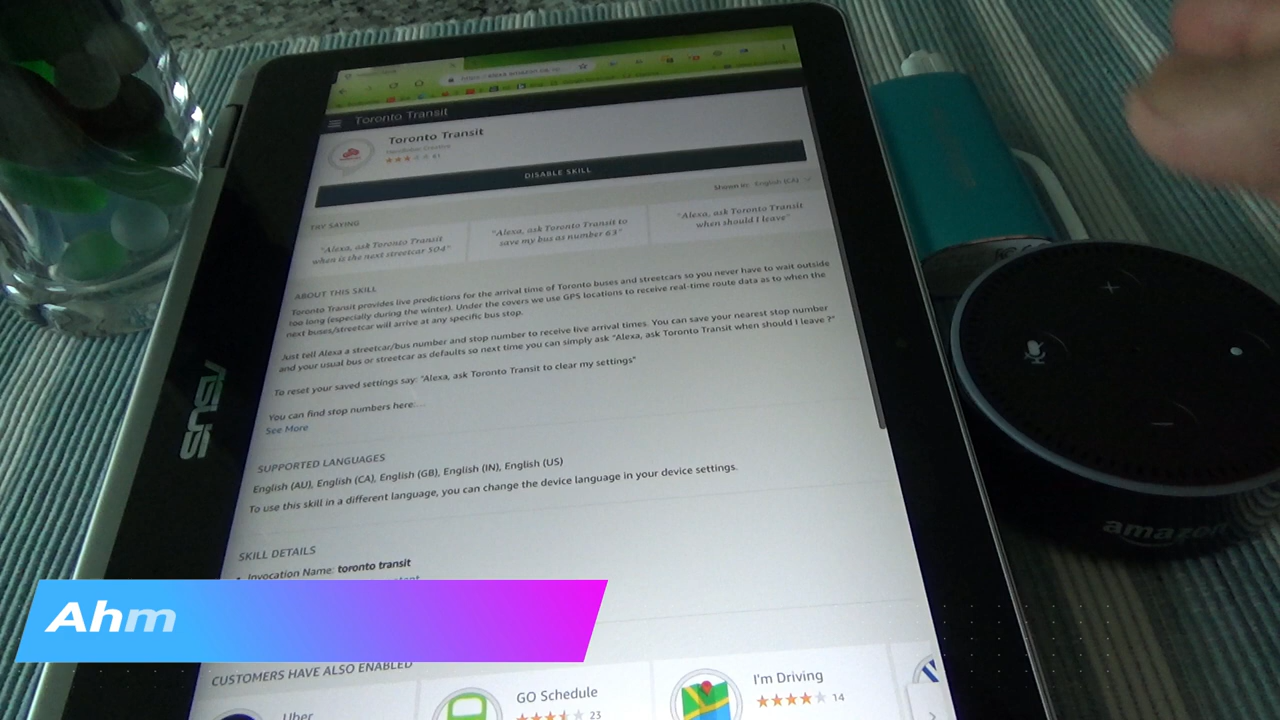 Toronto Transit
Toronto Transit
61
DISABLE SKILL
Shown in: English (CA)
TRY SAYING
"Alexa, ask Toronto Transit
when is the next streetcar 504"
"Alexa, ask Toronto Transit to
save my bus as number 63"
"Alexa, ask Toronto Transit
when should I leave"
ABOUT THIS SKILL
Toronto Transit provides live predictions for the arrival time of Toronto buses and streetcars so you never have to wait outside
too long (especially during the winter). Under the covers we use GPS locations to receive real-time route data as to when the
next buses/streetcar will arrive at any specific bus stop.
Just tell Alexa a streetcar/bus number and stop number to receive live arrival times. You can save your nearest stop number
and your usual bus or streetcar as defaults so next time you can simply ask "Alexa, ask Toronto Transit when should I leave ?"
To reset your saved settings say: "Alexa, ask Toronto Transit to clear my settings"
You can find stop numbers here:...
See More
SUPPORTED LANGUAGES
English (AU), English (CA), English (GB), English (IN), English (US)
To use this skill in a different language, you can change the device language in your device settings.
SKILL DETAILS
Invocation Name: toronto transit
CUSTOMERS HAVE ALSO ENABLED
Uber
GO Schedule
23
I'm Driving
14
ASUS
amazon
Ahm